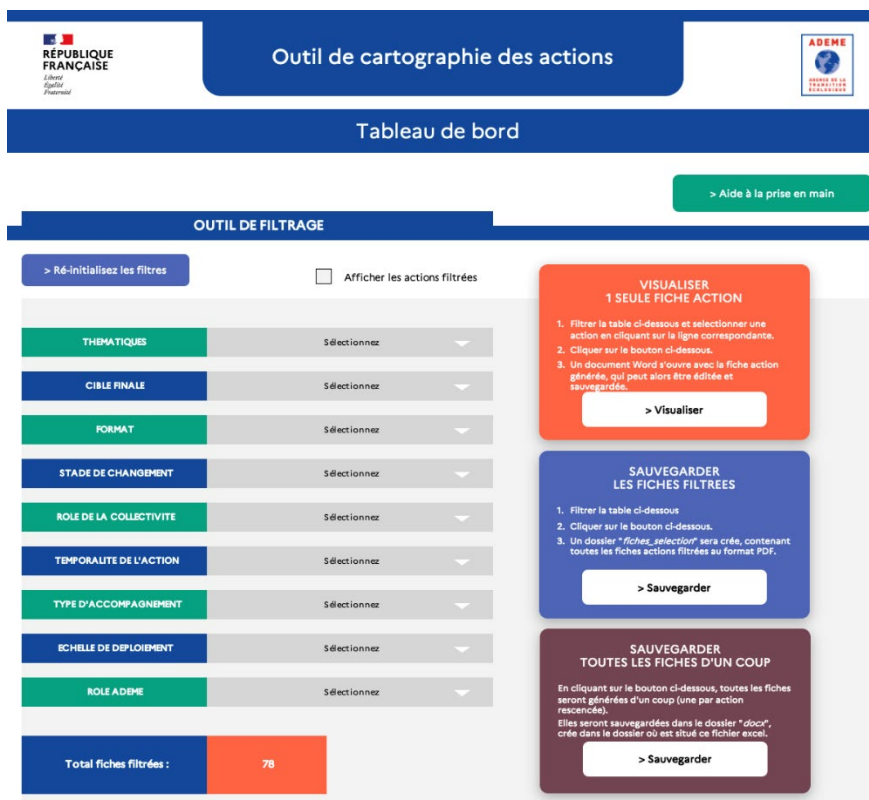 RÉPUBLIQUE
FRANÇAISE
Liberté
Égalité
Fraternité
Outil de cartographie des actions
ADEME
AGENCE DE LA
TRANSITION
ÉCOLOGIQUE
Tableau de bord
> Aide à la prise en main
OUTIL DE FILTRAGE
> Ré-initialisez les filtres
Afficher les actions filtrées
THEMATIQUES
Sélectionnez
CIBLE FINALE
Sélectionnez
FORMAT
Sélectionnez
STADE DE CHANGEMENT
Sélectionnez
ROLE DE LA COLLECTIVITE
Sélectionnez
TEMPORALITE DE L'ACTION
Sélectionnez
TYPE D'ACCOMPAGNEMENT
Sélectionnez
ECHELLE DE DEPLOIEMENT
Sélectionnez
ROLE ADEME
Sélectionnez
Total fiches filtrées :
78
VISUALISER
1 SEULE FICHE ACTION
1. Filtrer la table ci-dessous et selectionner une
action en cliquant sur la ligne correspondante.
2. Cliquer sur le bouton ci-dessous.
3. Un document Word s'ouvre avec la fiche action
générée, qui peut alors être éditée et
sauvegardée.
> Visualiser
SAUVEGARDER
LES FICHES FILTREES
1. Filtrer la table ci-dessous
2. Cliquer sur le bouton ci-dessous.
3. Un dossier "fiches_selection" sera crée, contenant
toutes les fiches actions filtrées au format PDF.
> Sauvegarder
SAUVEGARDER
TOUTES LES FICHES D'UN COUP
En cliquant sur le bouton ci-dessous, toutes les fiches
seront générées d'un coup (une par action
rescencée).
Elles seront sauvegardées dans le dossier "docx",
crée dans le dossier où est situé ce fichier excel.
> Sauvegarder